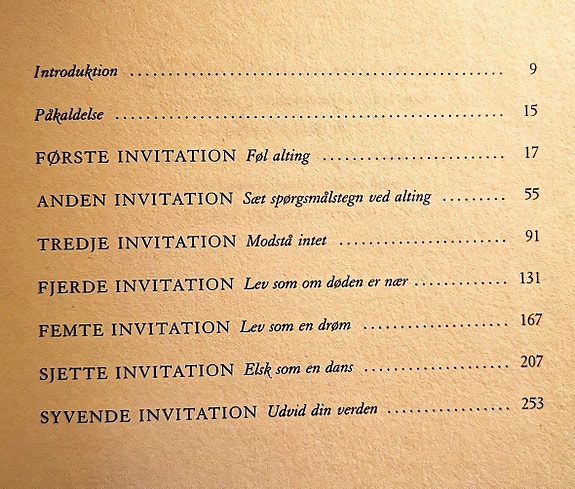 Introduktion ........................................................ 9
Påkaldelse .......................................................... 15
FØRSTE INVITATION Føl alting ............................ 17
ANDEN INVITATION Sæt spørgsmålstegn ved alting ......... 55
TREDJE INVITATION Modstå intet ......................... 91
FJERDE INVITATION Lev som om døden er nær ............. 131
FEMTE INVITATION Lev som en drøm ..................... 167
SJETTE INVITATION Elsk som en dans ..................... 207
SYVENDE INVITATION Udvid din verden .................. 253